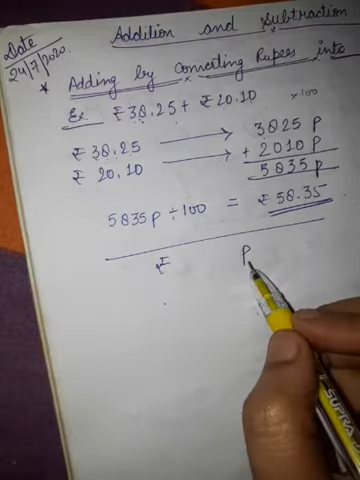 Addition and Subtraction
Date
24/7/2020.
* Adding by Converting Rupees into
Ex ₹38.25 + ₹20.10
×100
₹38.25 → 3825 p
₹20.10 → + 2010 p
5835 p
5835 p ÷ 100 = ₹58.35
₹ p
SUPRA